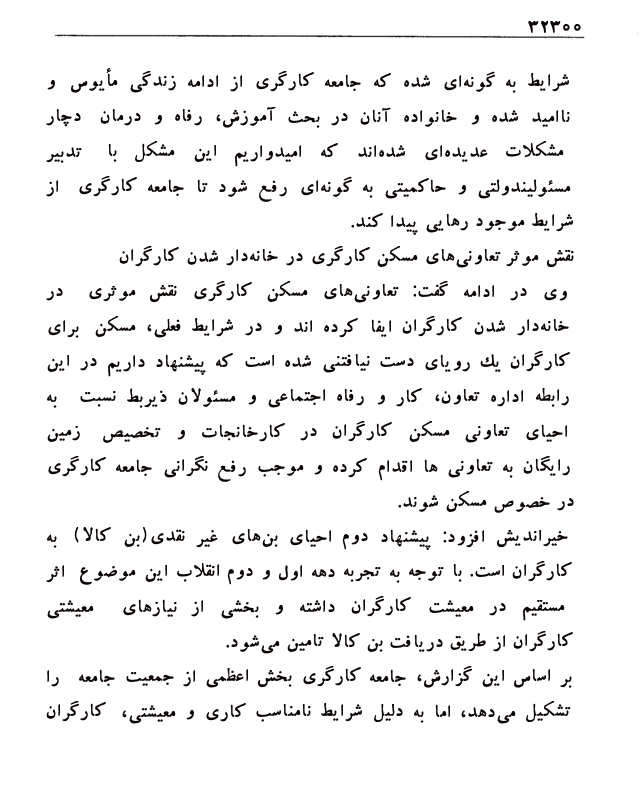 ۳۲۳۰۰
شرایط به گونه‌ای شده که جامعه کارگری از ادامه زندگی مأیوس و
ناامید شده و خانواده آنان در بحث آموزش، رفاه و درمان دچار
مشکلات عدیده‌ای شده‌اند که امیدواریم این مشکل با تدبیر
مسئولیندولتی و حاکمیتی به گونه‌ای رفع شود تا جامعه کارگری از
شرایط موجود رهایی پیدا کند.
نقش موثر تعاونی‌های مسکن کارگری در خانه‌دار شدن کارگران
وی در ادامه گفت: تعاونی‌های مسکن کارگری نقش موثری در
خانه‌دار شدن کارگران ایفا کرده اند و در شرایط فعلی، مسکن برای
کارگران یك رویای دست نیافتنی شده است که پیشنهاد داریم در این
رابطه اداره تعاون، کار و رفاه اجتماعی و مسئولان ذیربط نسبت به
احیای تعاونی مسکن کارگران در کارخانجات و تخصیص زمین
رایگان به تعاونی ها اقدام کرده و موجب رفع نگرانی جامعه کارگری
در خصوص مسکن شوند.
خیراندیش افزود: پیشنهاد دوم احیای بن‌های غیر نقدی(بن کالا) به
کارگران است. با توجه به تجربه دهه اول و دوم انقلاب این موضوع اثر
مستقیم در معیشت کارگران داشته و بخشی از نیازهای معیشتی
کارگران از طریق دریافت بن کالا تامین می‌شود.
بر اساس این گزارش، جامعه کارگری بخش اعظمی از جمعیت جامعه را
تشکیل می‌دهد، اما به دلیل شرایط نامناسب کاری و معیشتی، کارگران